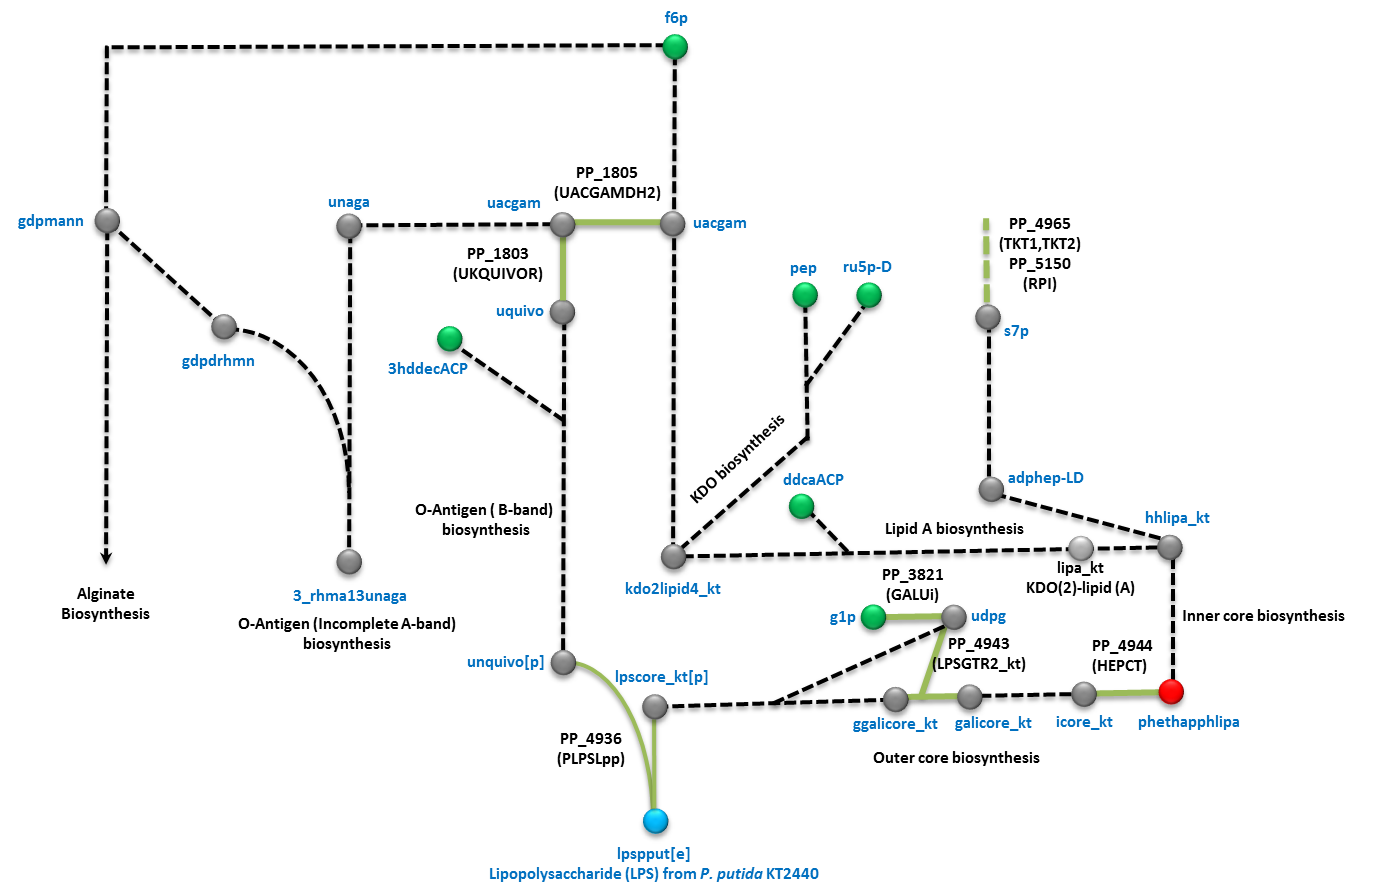 f6p
PP_1805
(UACGAMDH2)
unaga
uacgam
gdpmann
uacgam
PP_4965
(TKT1,TKT2)
PP_5150
(RPI)
PP_1803
(UKQUIVOR)
pep
ru5p-D
uquivo
s7p
gdpdrhmn
3hddecACP
KDO biosynthesis
ddcaACP
adphep-LD
O-Antigen ( B-band)
biosynthesis
Lipid A biosynthesis
hhlipa_kt
lipa_kt
KDO(2)-lipid (A)
PP_3821
(GALUi)
kdo2lipid4_kt
Alginate
Biosynthesis
3_rhma13unaga
O-Antigen (Incomplete A-band)
biosynthesis
g1p
udpg
Inner core biosynthesis
PP_4943
(LPSGTR2_kt)
PP_4944
(HEPCT)
unquivo[p]
lpscore_kt[p]
ggalicore_kt
galicore_kt
icore_kt
phethapphlipa
PP_4936
(PLPSLpp)
Outer core biosynthesis
lpspput[e]
Lipopolysaccharide (LPS) from P. putida KT2440